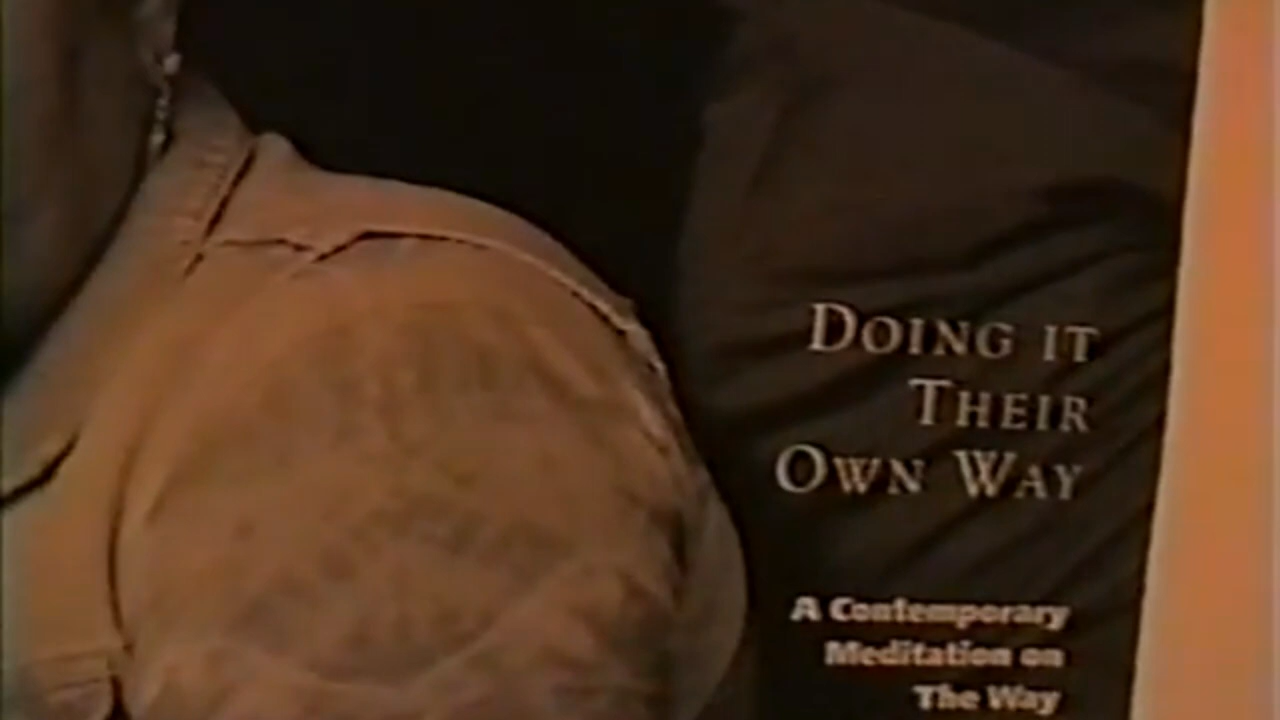 DOING IT
THEIR
OWN WAY
A Contemporary
Meditation on
The Way